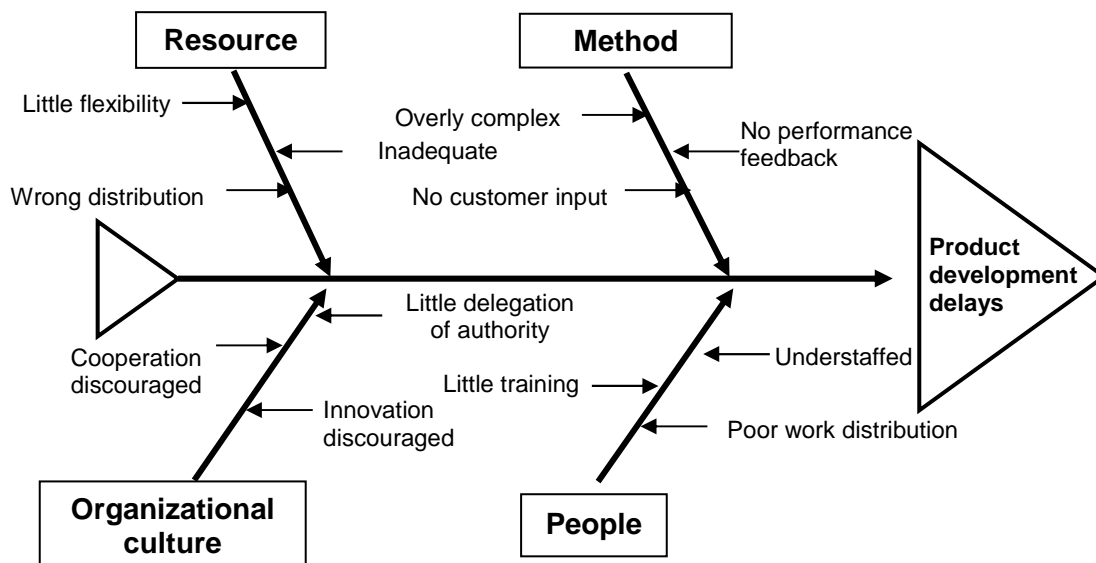 Resource
Method
Little flexibility
Overly complex
No performance
feedback
Inadequate
Wrong distribution
No customer input
Product
development
delays
Little delegation
of authority
Cooperation
discouraged
Understaffed
Little training
Innovation
discouraged
Poor work distribution
Organizational
culture
People